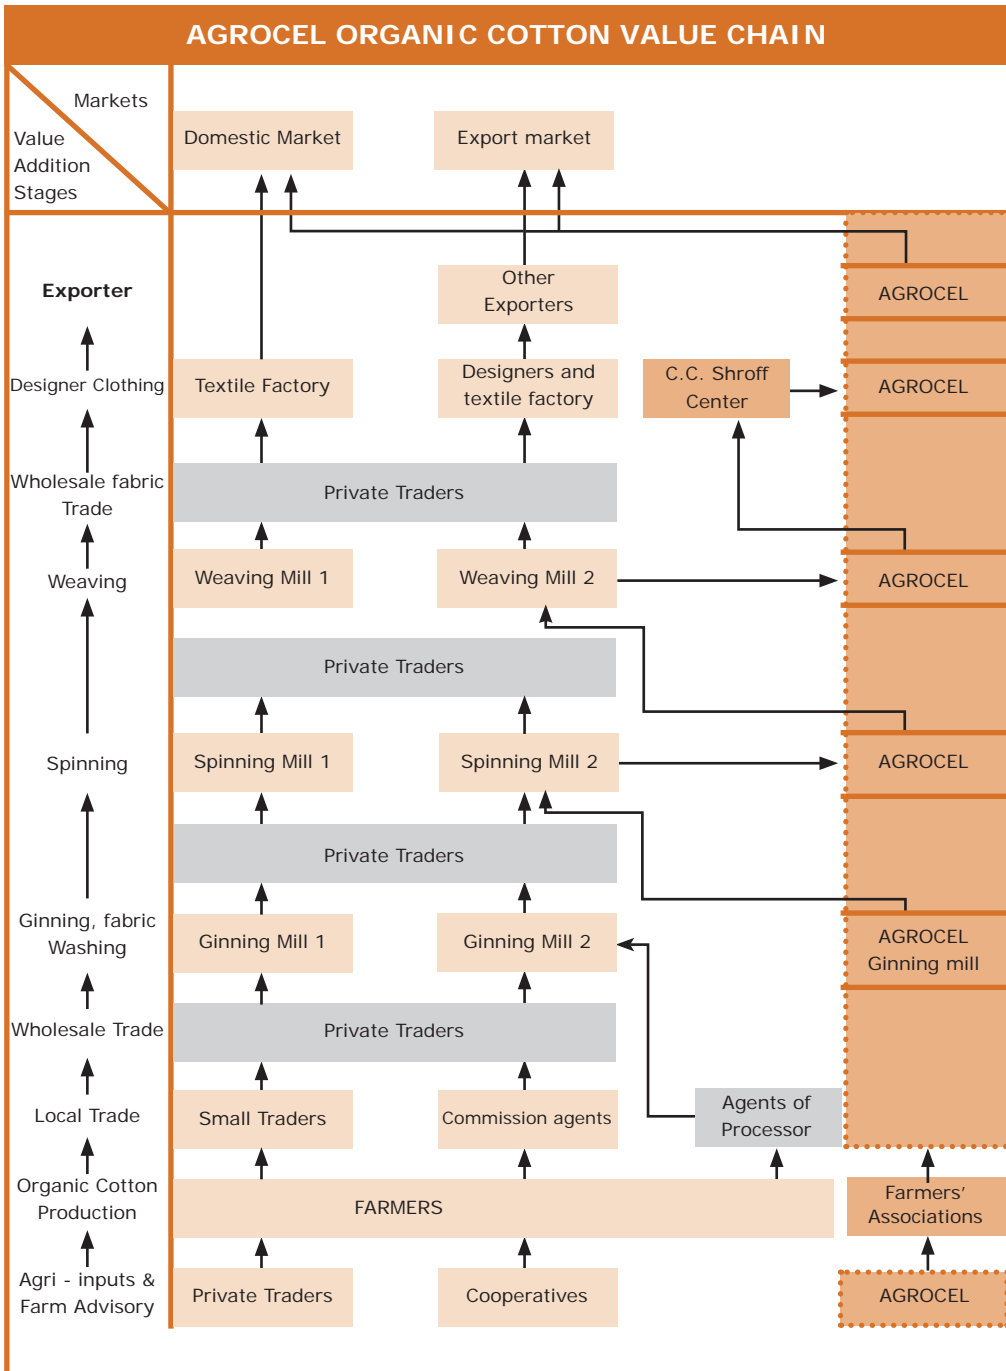 AGROCEL ORGANIC COTTON VALUE CHAIN
Markets
Value
Addition
Stages
Domestic Market
Export market
Exporter
Other
Exporters
AGROCEL
Designer Clothing
Textile Factory
Designers and
textile factory
C.C. Shroff
Center
AGROCEL
Wholesale fabric
Trade
Private Traders
Weaving
Weaving Mill 1
Weaving Mill 2
AGROCEL
Private Traders
Spinning
Spinning Mill 1
Spinning Mill 2
AGROCEL
Private Traders
Ginning, fabric
Washing
Ginning Mill 1
Ginning Mill 2
AGROCEL
Ginning mill
Wholesale Trade
Private Traders
Local Trade
Small Traders
Commission agents
Agents of
Processor
Organic Cotton
Production
FARMERS
Farmers'
Associations
Agri - inputs &
Farm Advisory
Private Traders
Cooperatives
AGROCEL